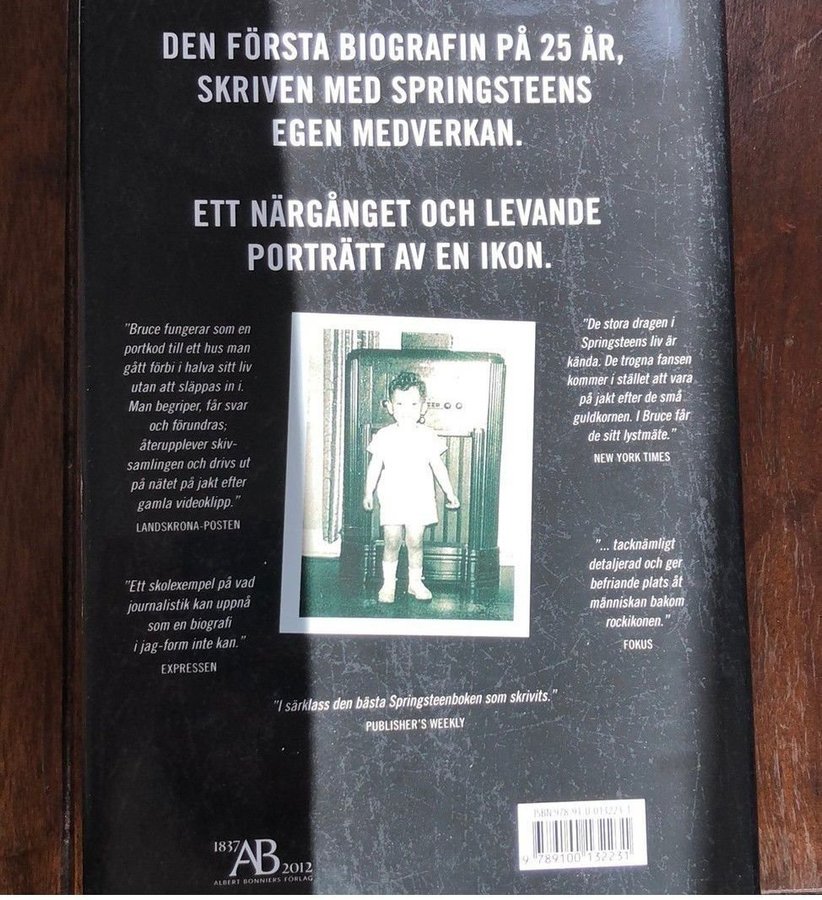 DEN FÖRSTA BIOGRAFIN PÅ 25 ÅR,
SKRIVEN MED SPRINGSTEENS
EGEN MEDVERKAN.
ETT NÄRGÅNGET OCH LEVANDE
PORTRÄTT AV EN IKON.
"Bruce fungerar som en
portkod till ett hus man
gått förbi i halva sitt liv
utan att släppas in i.
Man begriper, får svar
och förundras;
återupplever skiv-
samlingen och drivs ut
på nätet på jakt efter
gamla videoklipp."
LANDSKRONA-POSTEN
"Ett skolexempel på vad
journalistik kan uppnå
som en biografi
i jag-form inte kan."
EXPRESSEN
"De stora dragen i
Springsteens liv är
kända. De trogna fansen
kommer i stället att vara
på jakt efter de små
guldkornen. I Bruce får
de sitt lystmäte."
NEW YORK TIMES
"... tacknämligt
detaljerad och ger
befriande plats åt
människan bakom
rockikonen."
FOKUS
"I särklass den bästa Springsteenboken som skrivits."
PUBLISHER'S WEEKLY
1837 AB 2012
ALBERT BONNIERS FÖRLAG
ISBN 978-91-0-013223-1
9 789100 132231